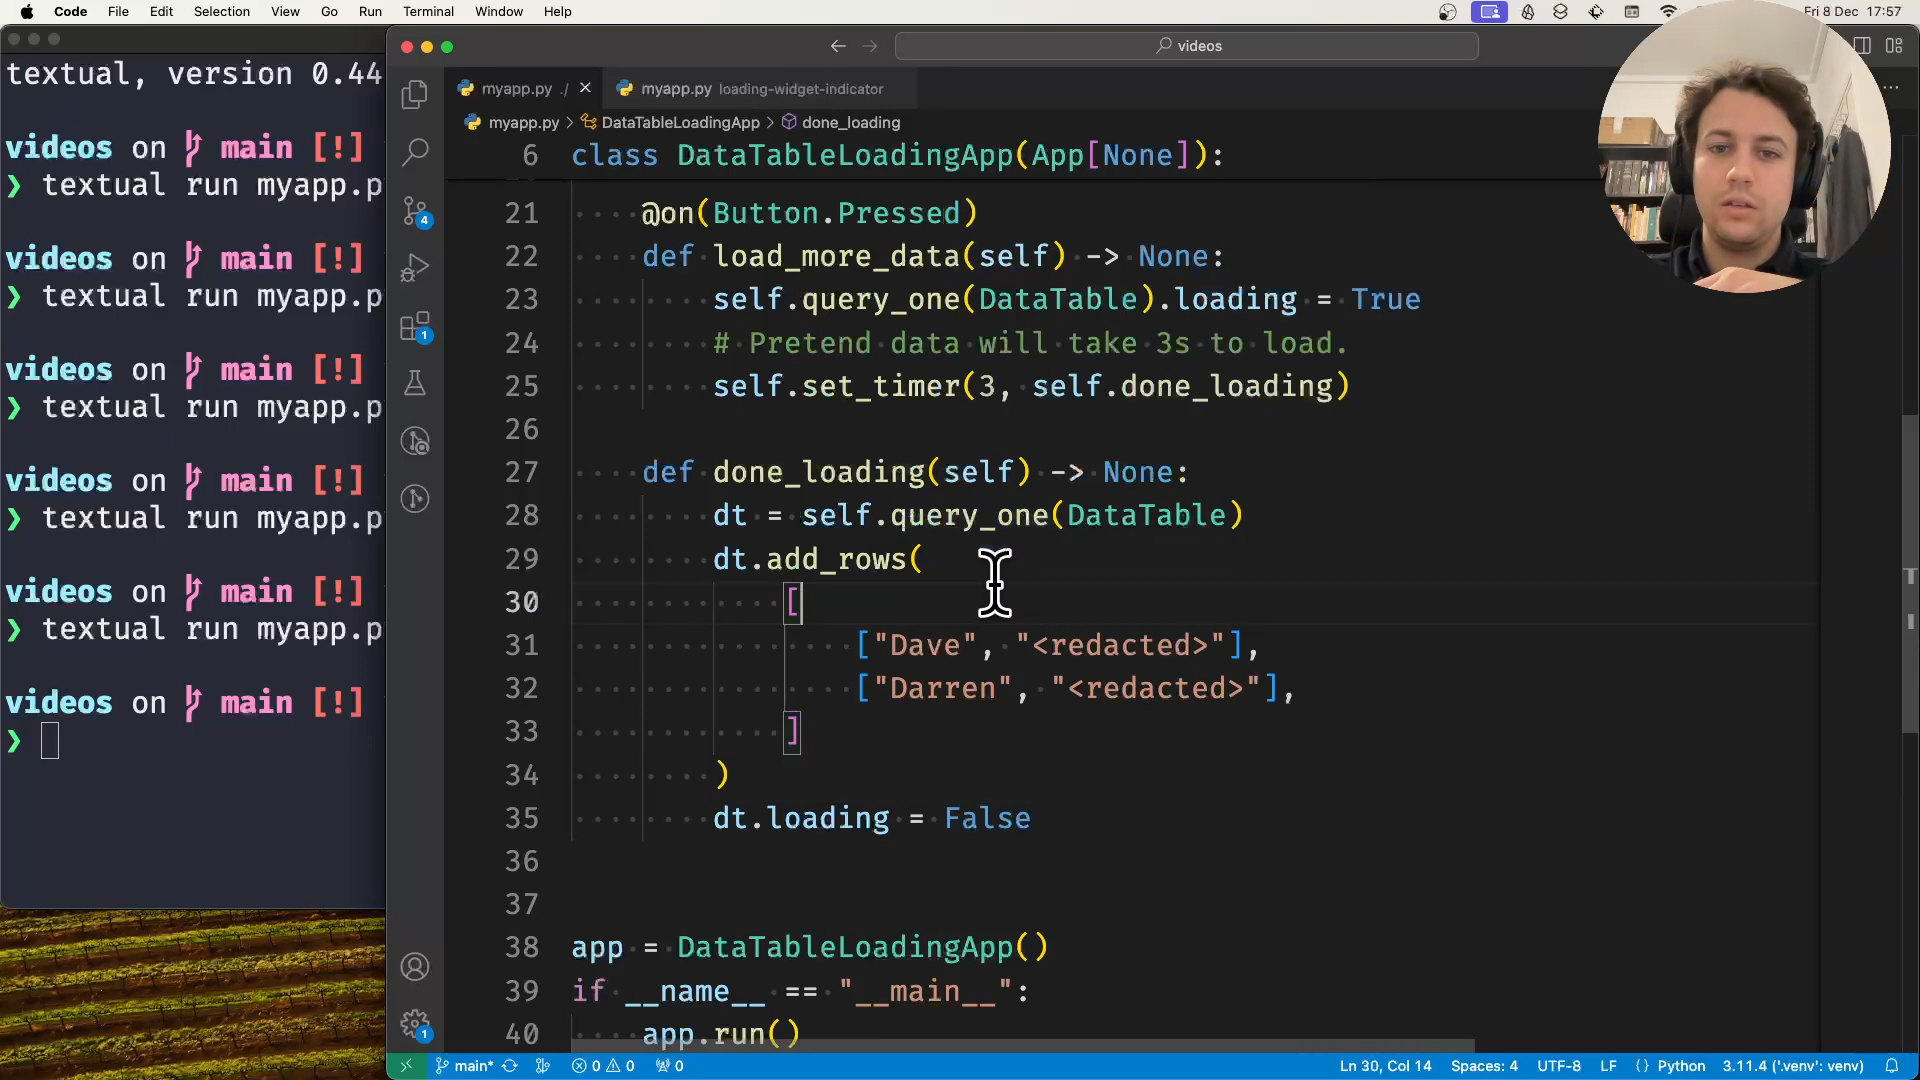 Code File Edit Selection View Go Run Terminal Window Help
Fri 8 Dec 17:57
textual, version 0.44
videos on main [!]
❯ textual run myapp.p
videos on main [!]
❯ textual run myapp.p
videos on main [!]
❯ textual run myapp.p
videos on main [!]
❯ textual run myapp.p
videos on main [!]
❯ textual run myapp.p
videos on main [!]
❯
videos
myapp.py ./ myapp.py loading-widget-indicator
myapp.py > DataTableLoadingApp > done_loading
4
1
1
6 class DataTableLoadingApp(App[None]):
21 @on(Button.Pressed)
22 def load_more_data(self) -> None:
23 self.query_one(DataTable).loading = True
24 # Pretend data will take 3s to load.
25 self.set_timer(3, self.done_loading)
26
27 def done_loading(self) -> None:
28 dt = self.query_one(DataTable)
29 dt.add_rows(
30 [
31 ["Dave", "<redacted>"],
32 ["Darren", "<redacted>"],
33 ]
34 )
35 dt.loading = False
36
37
38 app = DataTableLoadingApp()
39 if __name__ == "__main__":
40 app.run()
main* 0 0 0 Ln 30, Col 14 Spaces: 4 UTF-8 LF Python 3.11.4 ('.venv': venv)